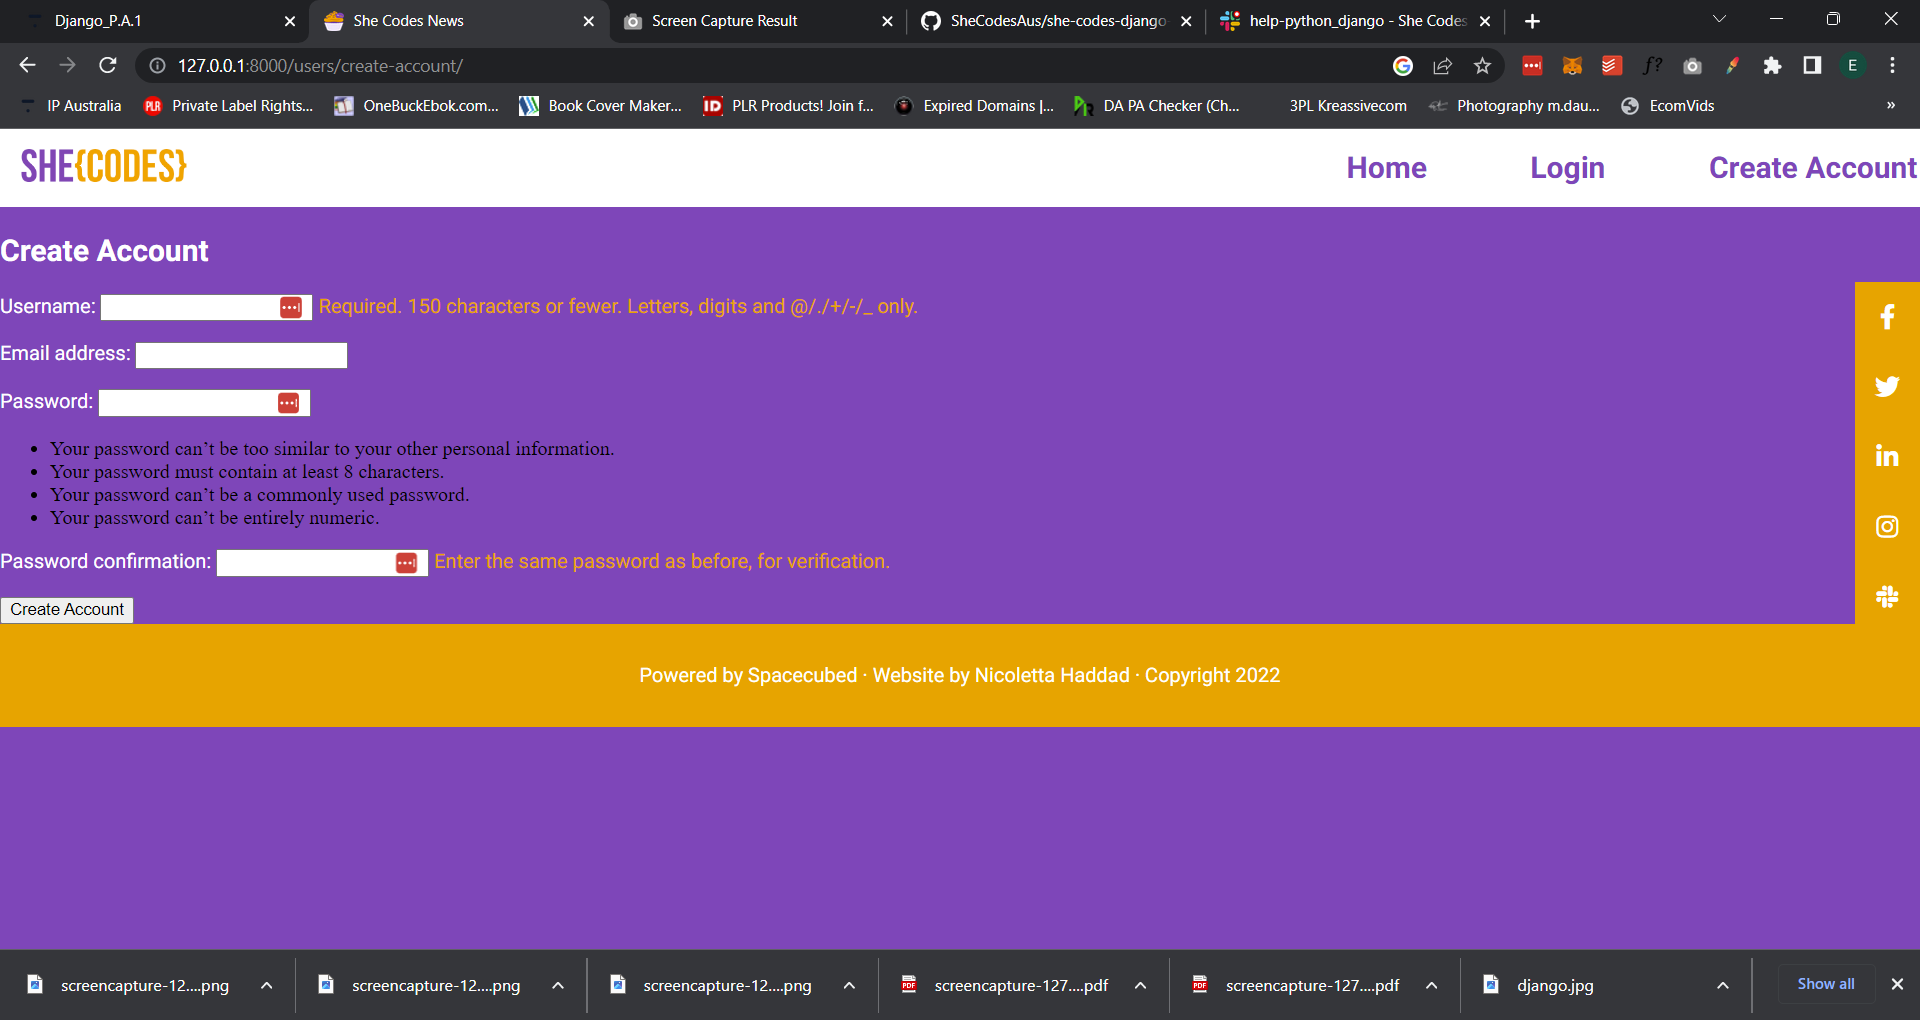 Django_P.A.1
She Codes News
Screen Capture Result
SheCodesAus/she-codes-django-
help-python_django - She Codes
127.0.0.1:8000/users/create-account/
f?
E
IP Australia
PLR
Private Label Rights...
OneBuckEbok.com...
Book Cover Maker...
ID
PLR Products! Join f...
Expired Domains |...
DA PA Checker (Ch...
3PL Kreassivecom
Photography m.dau...
EcomVids
»
SHE{CODES}
Home
Login
Create Account
Create Account
Username:
Required. 150 characters or fewer. Letters, digits and @/./+/-/_ only.
Email address:
Password:
• Your password can’t be too similar to your other personal information.
• Your password must contain at least 8 characters.
• Your password can’t be a commonly used password.
• Your password can’t be entirely numeric.
Password confirmation:
Enter the same password as before, for verification.
Create Account
Powered by Spacecubed · Website by Nicoletta Haddad · Copyright 2022
screencapture-12....png
screencapture-12....png
screencapture-12....png
PDF
screencapture-127....pdf
PDF
screencapture-127....pdf
django.jpg
Show all